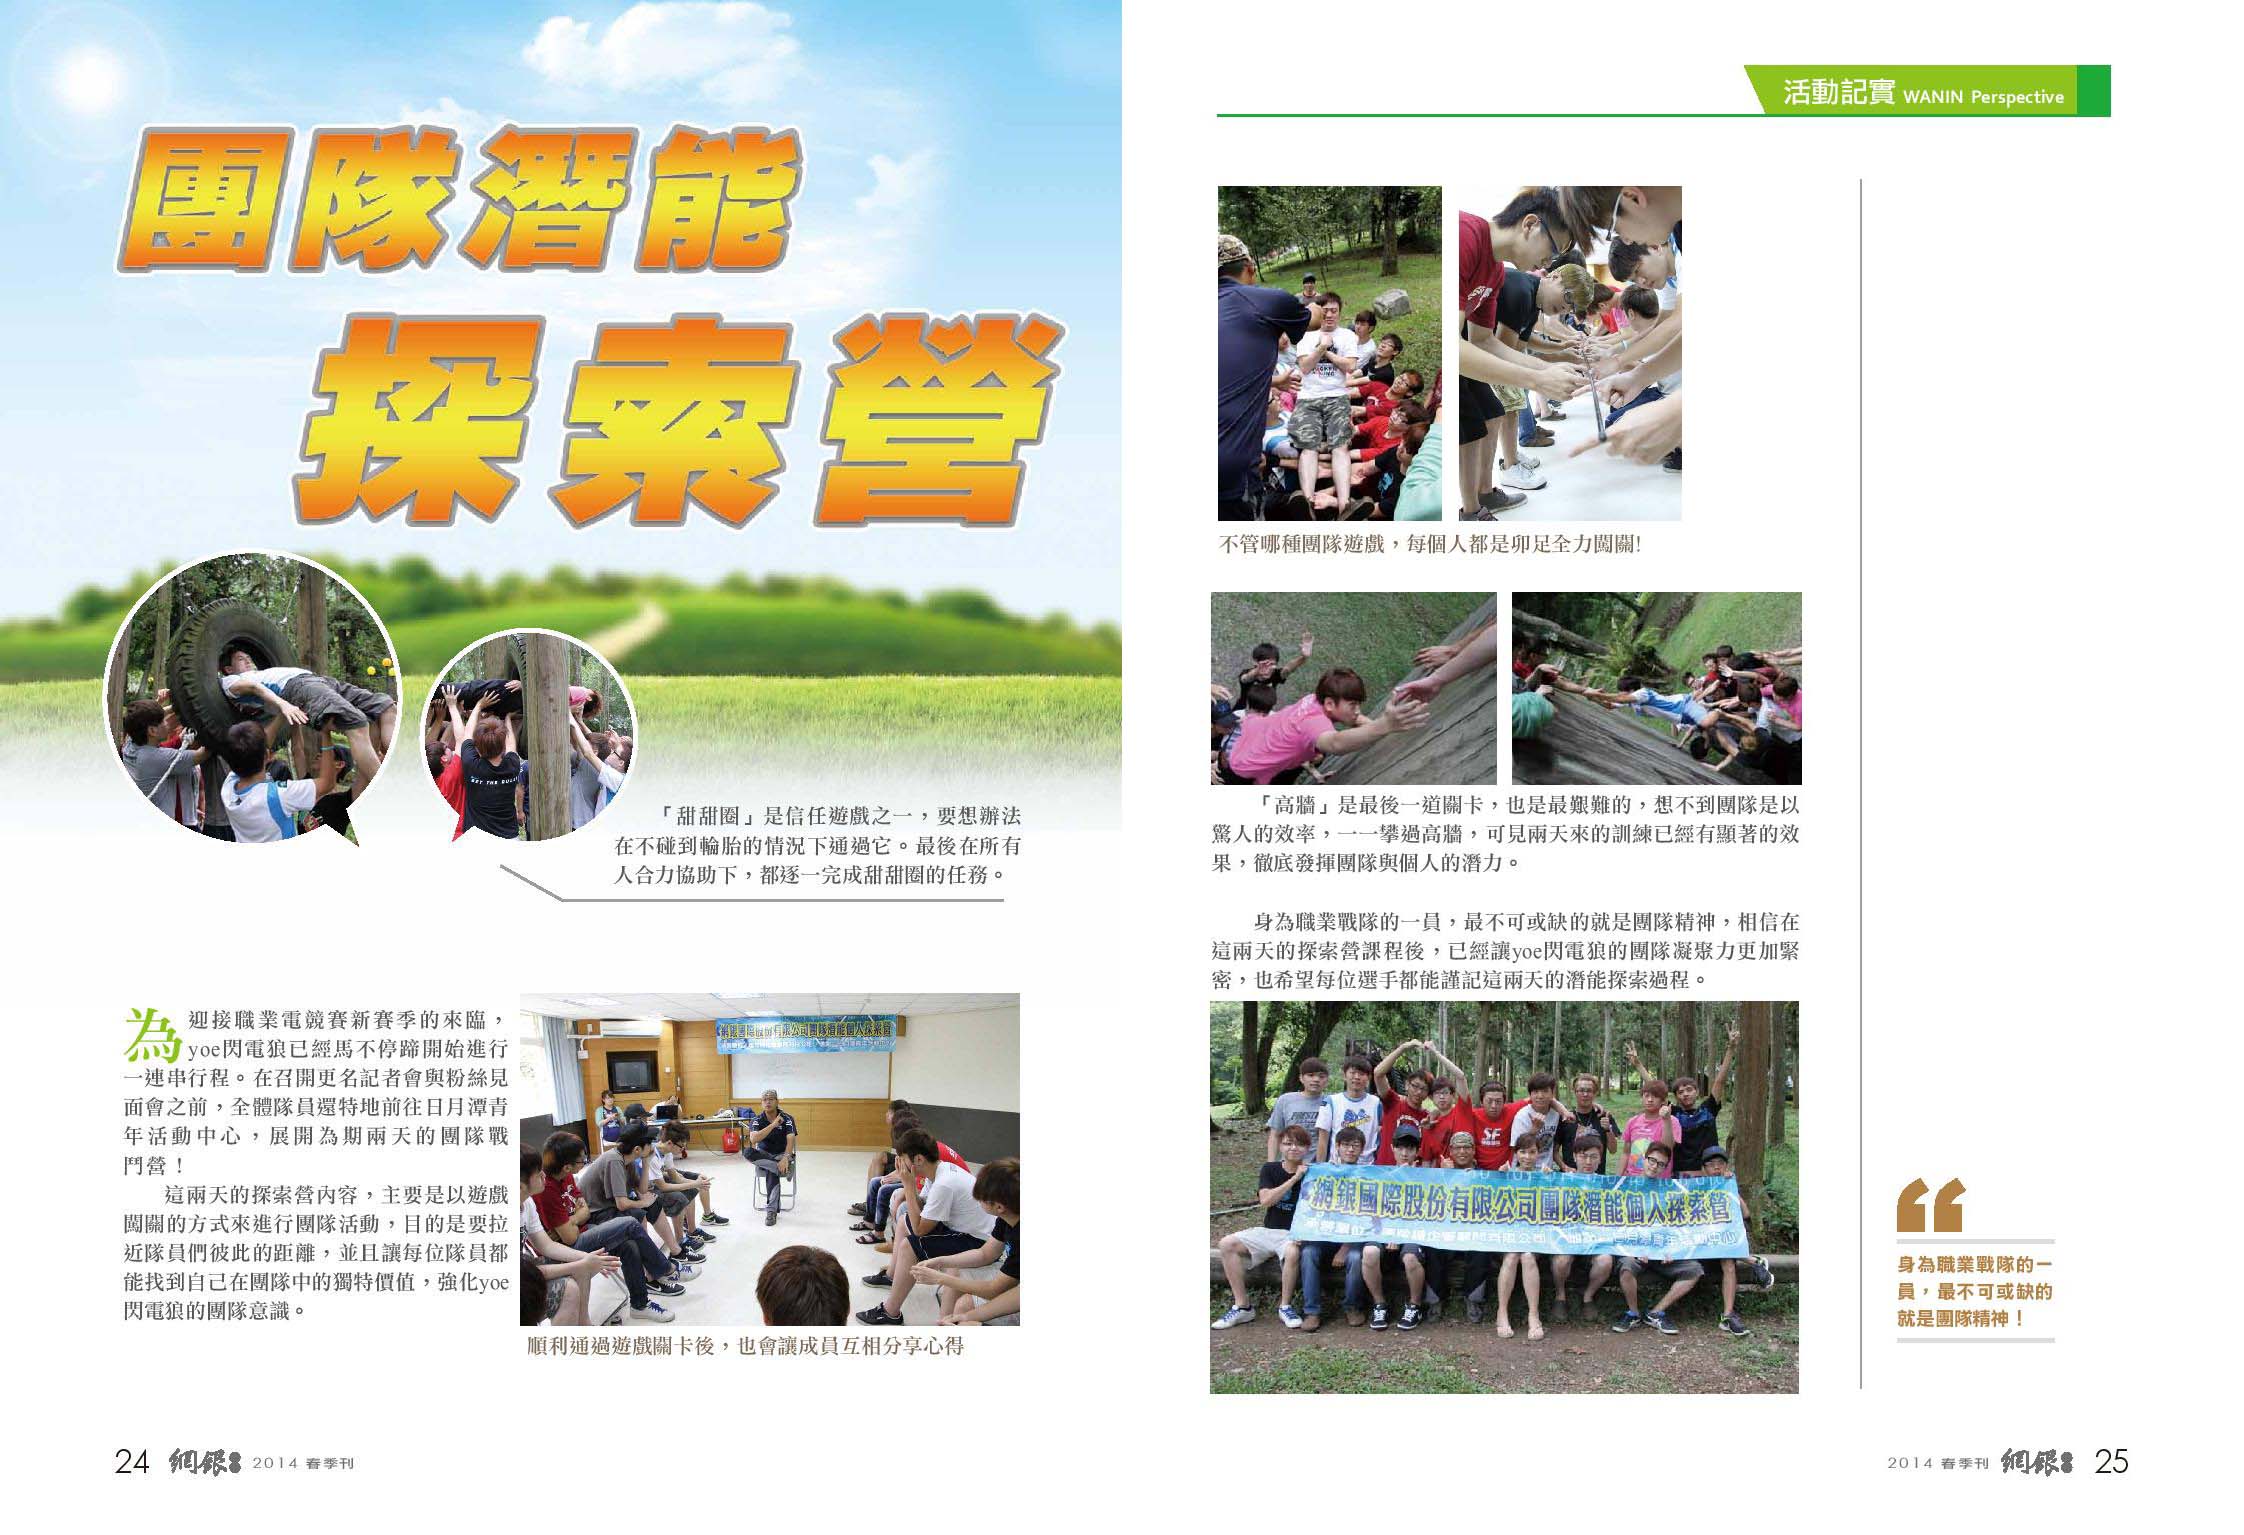 團隊潛能
探索營
「甜甜圈」是信任遊戲之一，要想辦法
在不碰到輪胎的情況下通過它。最後在所有
人合力協助下，都逐一完成甜甜圈的任務。
為迎接職業電競賽新賽季的來臨，
yoe閃電狼已經馬不停蹄開始進行
一連串行程。在召開更名記者會與粉絲見
面會之前，全體隊員還特地前往日月潭青
年活動中心，展開為期兩天的團隊戰
鬥營！
這兩天的探索營內容，主要是以遊戲
闖關的方式來進行團隊活動，目的是要拉
近隊員們彼此的距離，並且讓每位隊員都
能找到自己在團隊中的獨特價值，強化yoe
閃電狼的團隊意識。
網銀國際股份有限公司團隊潛能個人探索營
順利通過遊戲關卡後，也會讓成員互相分享心得
24 網銀 2014 春季刊
活動記實 WANIN Perspective
不管哪種團隊遊戲，每個人都是卯足全力闖關!
「高牆」是最後一道關卡，也是最艱難的，想不到團隊是以
驚人的效率，一一攀過高牆，可見兩天來的訓練已經有顯著的效
果，徹底發揮團隊與個人的潛力。
身為職業戰隊的一員，最不可或缺的就是團隊精神，相信在
這兩天的探索營課程後，已經讓yoe閃電狼的團隊凝聚力更加緊
密，也希望每位選手都能謹記這兩天的潛能探索過程。
網銀國際股份有限公司團隊潛能個人探索營
身為職業戰隊的一
員，最不可或缺的
就是團隊精神！
2014 春季刊 網銀 25